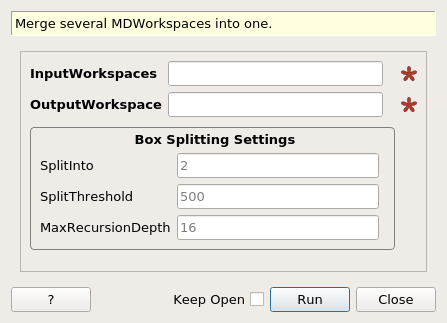 Merge several MDWorkspaces into one.
InputWorkspaces
OutputWorkspace
Box Splitting Settings
SplitInto 2
SplitThreshold 500
MaxRecursionDepth 16
? Keep Open Run Close